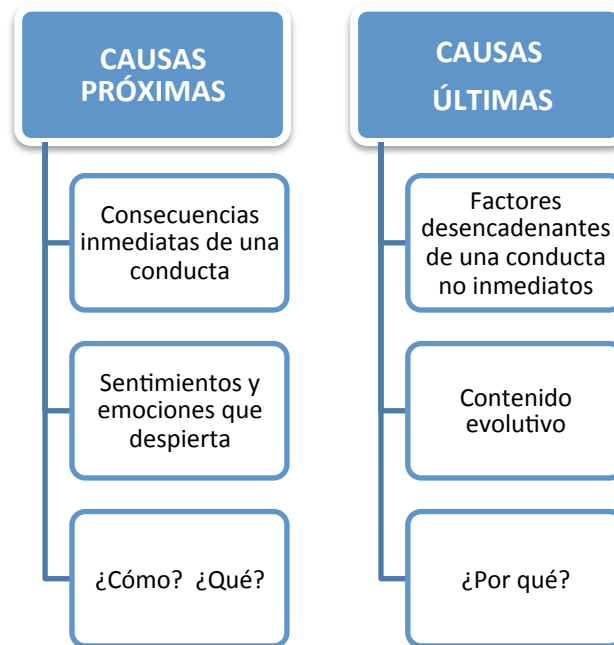 CAUSAS
PRÓXIMAS
Consecuencias
inmediatas de una
conducta
Sentimientos y
emociones que
despierta
¿Cómo? ¿Qué?
CAUSAS
ÚLTIMAS
Factores
desencadenantes
de una conducta
no inmediatos
Contenido
evolutivo
¿Por qué?